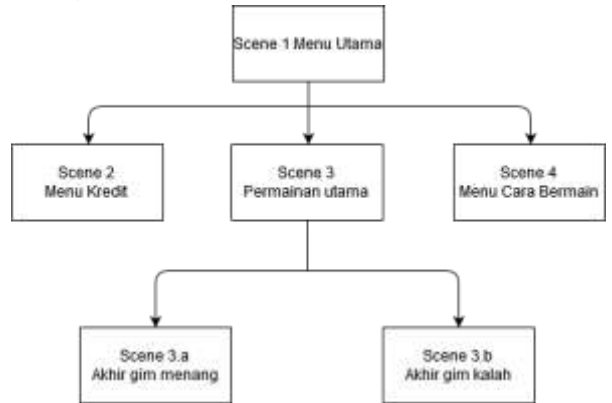 Scene 1 Menu Utama
Scene 2
Menu Kredit
Scene 3
Permainan utama
Scene 4
Menu Cara Bermain
Scene 3.a
Akhir gim menang
Scene 3.b
Akhir gim kalah